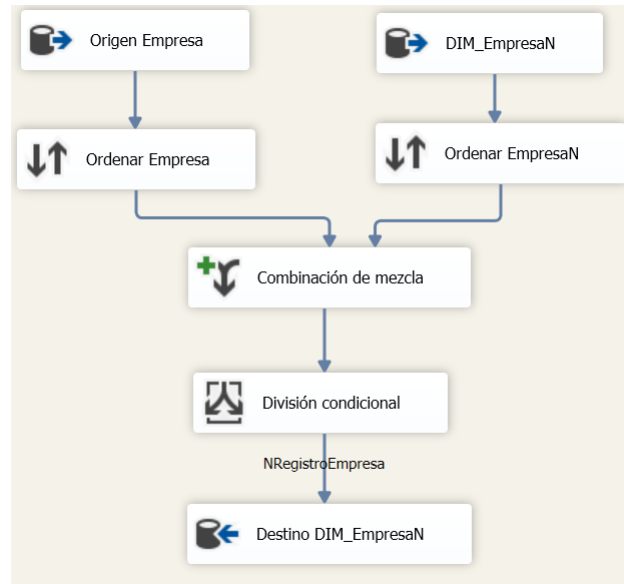 Origen Empresa
DIM_EmpresaN
Ordenar Empresa
Ordenar EmpresaN
Combinación de mezcla
División condicional
NRegistroEmpresa
Destino DIM_EmpresaN